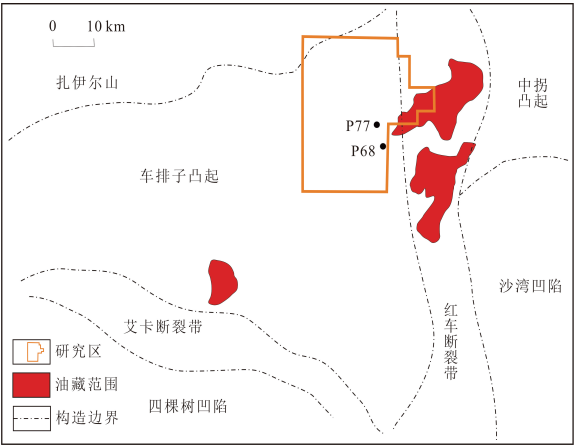 0 10 km
扎伊尔山
中拐
凸起
P77
P68
车排子凸起
沙湾凹陷
红车断裂带
艾卡断裂带
四棵树凹陷
研究区
油藏范围
构造边界